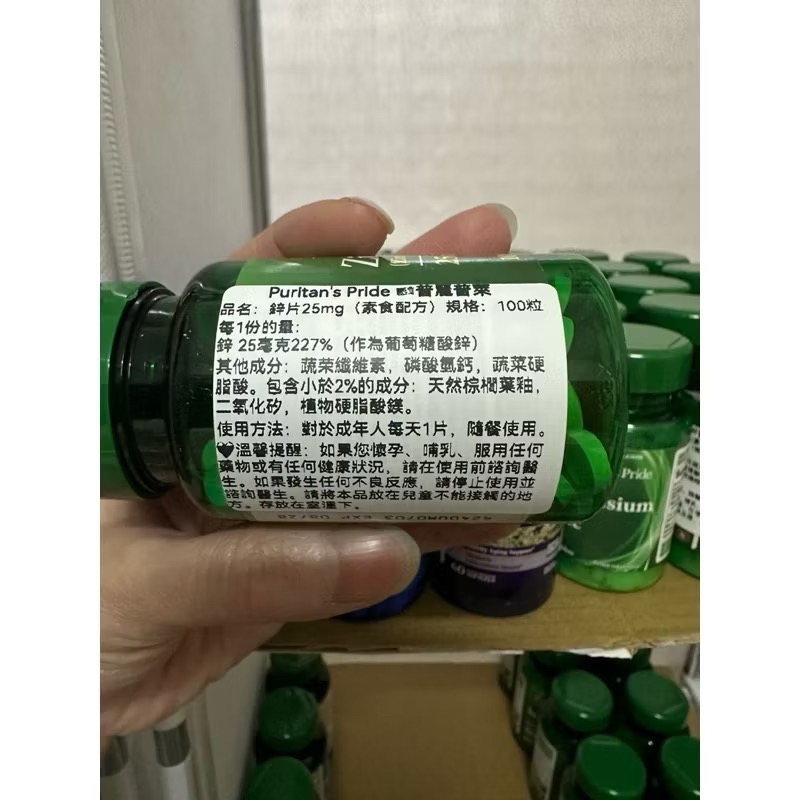 Puritan's Pride 普麗普萊
品名：鋅片25mg（素食配方）規格：100粒
每1份的量：
鋅 25毫克227%（作為葡萄糖酸鋅）
其他成分：蔬菜纖維素，磷酸氫鈣，蔬菜硬
脂酸。包含小於2%的成分：天然棕櫚葉釉，
二氧化矽，植物硬脂酸鎂。
使用方法：對於成年人每天1片，隨餐使用。
♥溫馨提醒：如果您懷孕、哺乳、服用任何
藥物或有任何健康狀況，請在使用前諮詢醫
生。如果發生任何不良反應，請停止使用並
諮詢醫生。請將本品放在兒童不能接觸的地
方。存放在室溫下。
EXP 08/28
Pride
sium